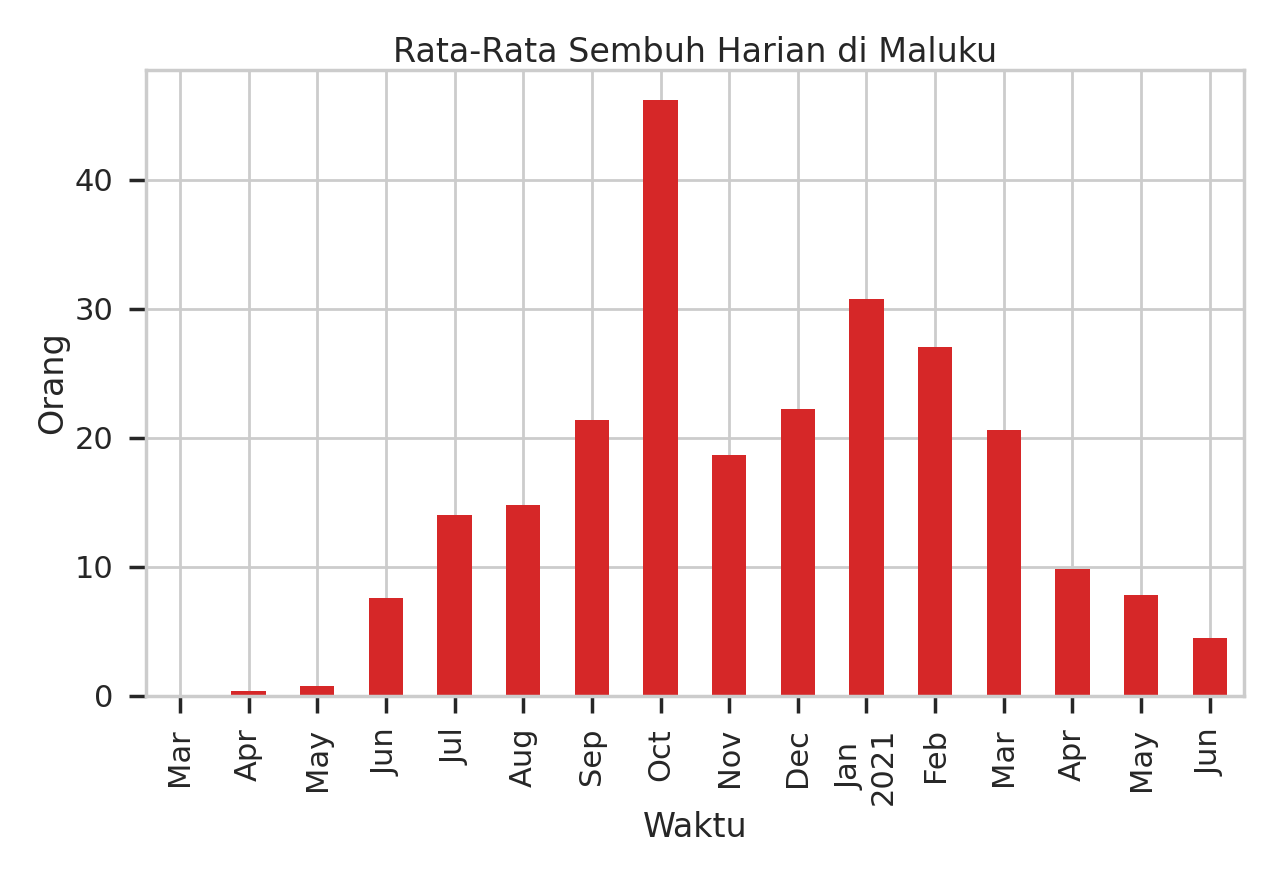 Rata-Rata Sembuh Harian di Maluku
Orang
40
30
20
10
0
Mar
Apr
May
Jun
Jul
Aug
Sep
Oct
Nov
Dec
Jan
2021
Feb
Mar
Apr
May
Jun
Waktu